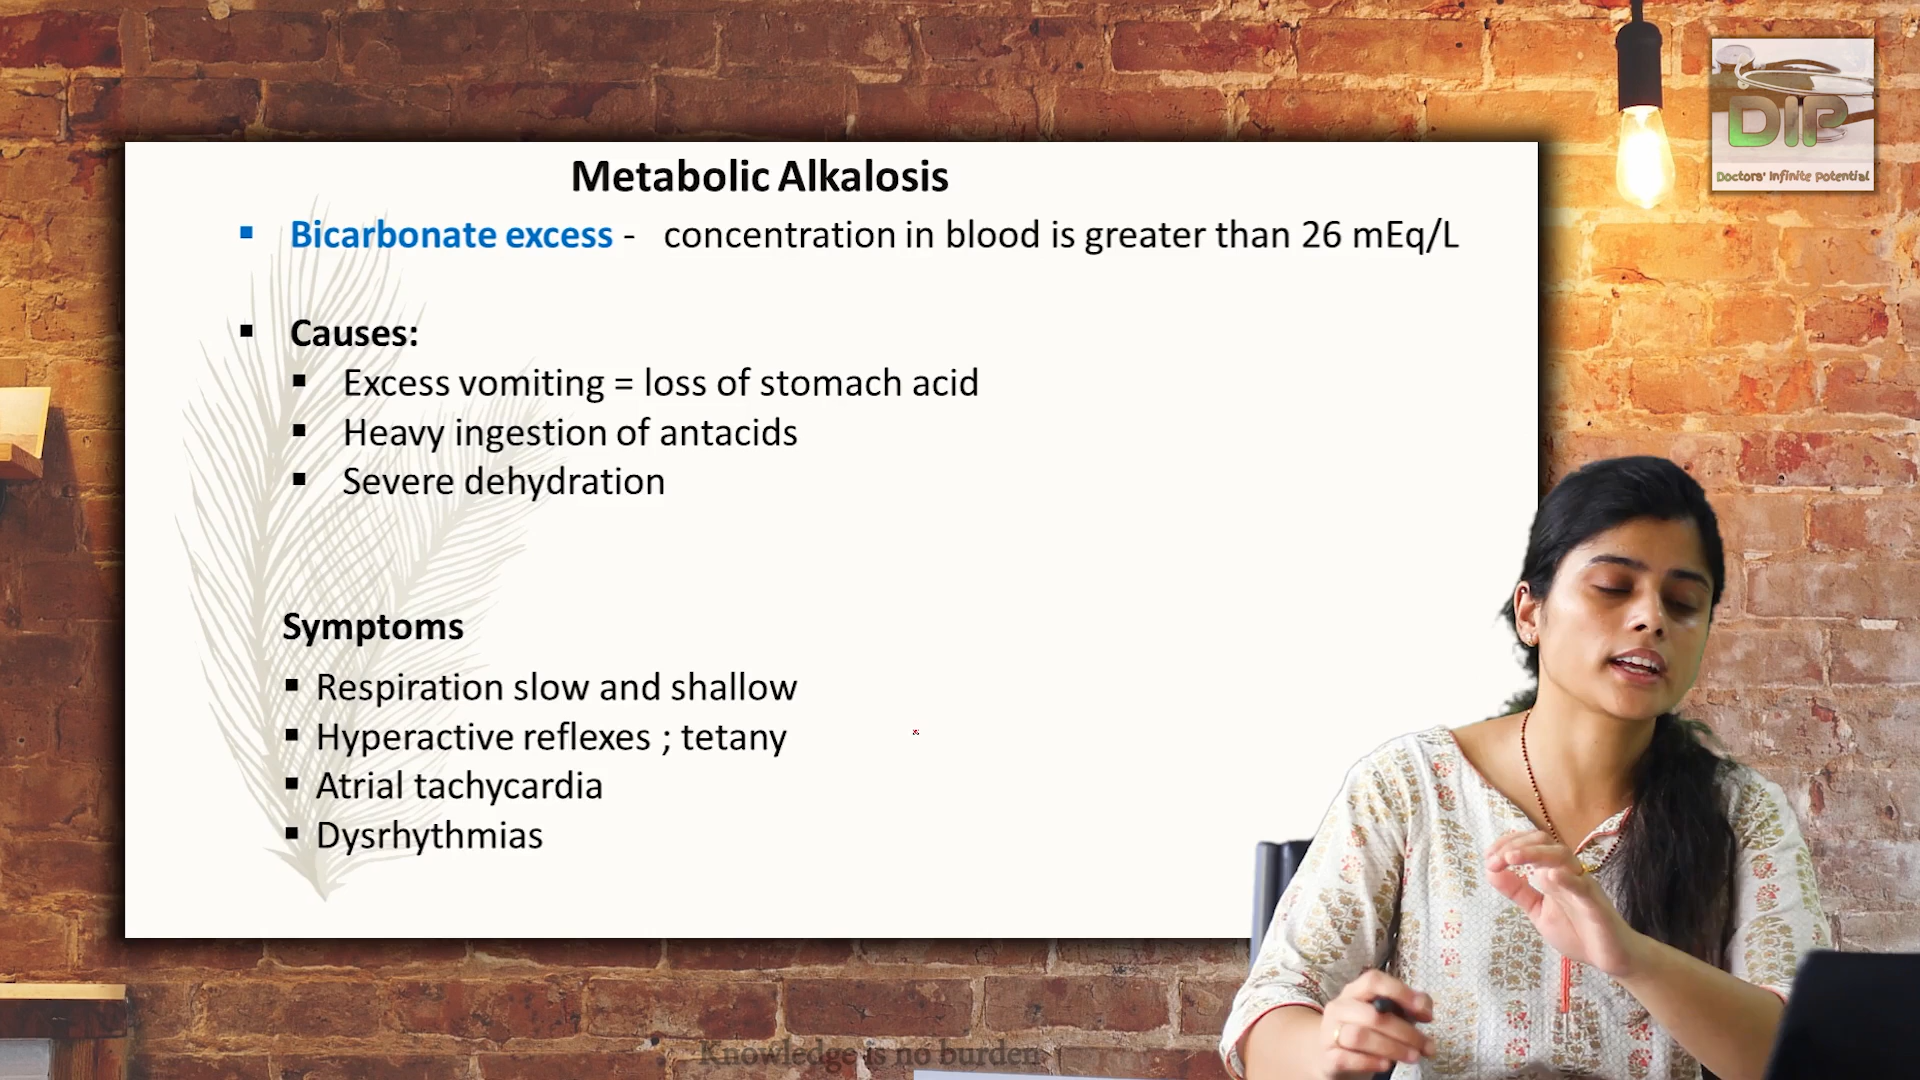 Metabolic Alkalosis
▪ Bicarbonate excess - concentration in blood is greater than 26 mEq/L
▪ Causes:
▪ Excess vomiting = loss of stomach acid
▪ Heavy ingestion of antacids
▪ Severe dehydration
Symptoms
▪ Respiration slow and shallow
▪ Hyperactive reflexes ; tetany
▪ Atrial tachycardia
▪ Dysrhythmias
DIP
Doctors' Infinite Potential
Knowledge is no burden